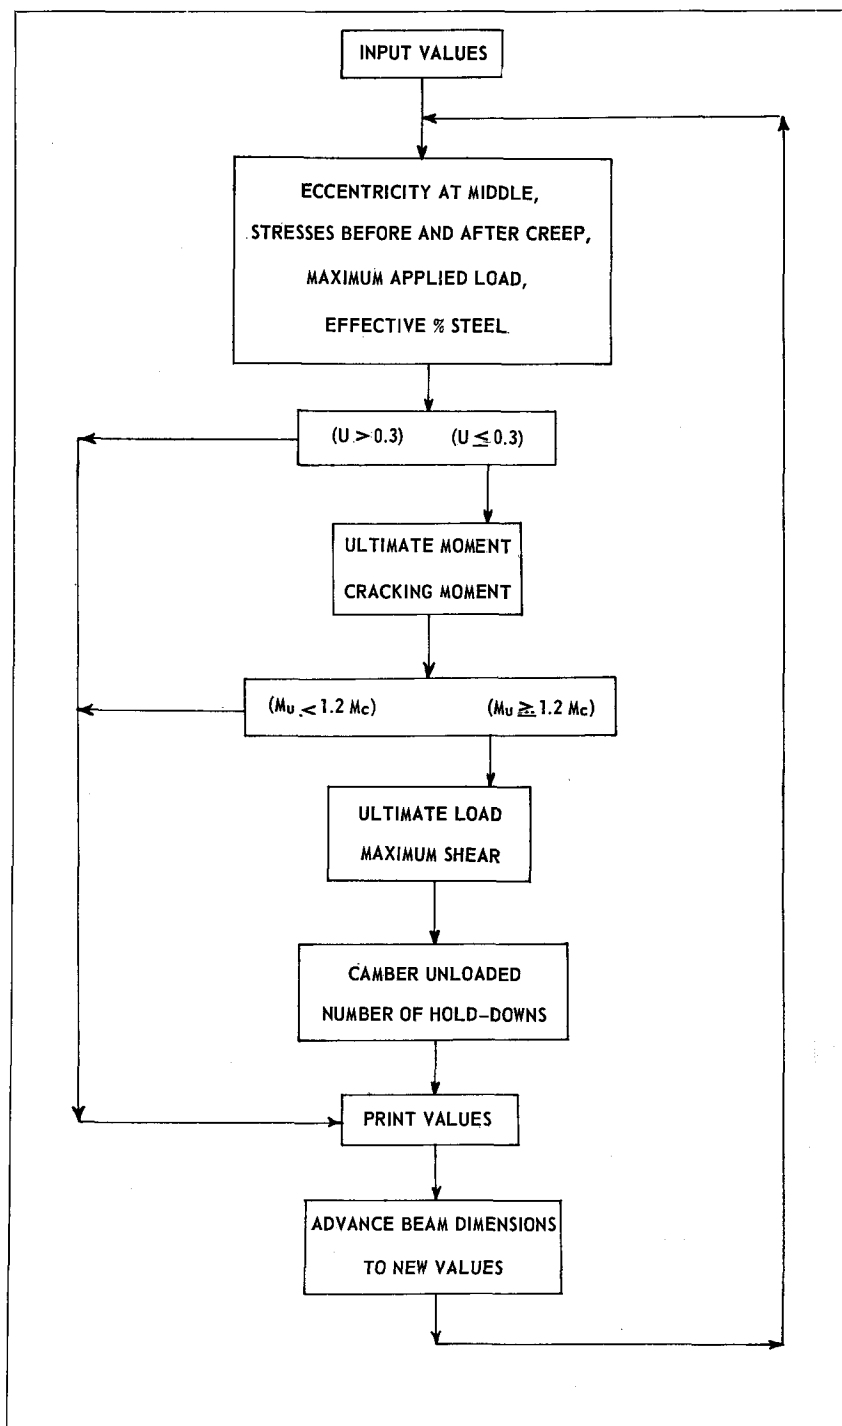 INPUT VALUES
ECCENTRICITY AT MIDDLE,
STRESSES BEFORE AND AFTER CREEP,
MAXIMUM APPLIED LOAD,
EFFECTIVE % STEEL
(U > 0.3) (U ≤ 0.3)
ULTIMATE MOMENT
CRACKING MOMENT
(Mu < 1.2 Mc) (Mu ≥ 1.2 Mc)
ULTIMATE LOAD
MAXIMUM SHEAR
CAMBER UNLOADED
NUMBER OF HOLD-DOWNS
PRINT VALUES
ADVANCE BEAM DIMENSIONS
TO NEW VALUES